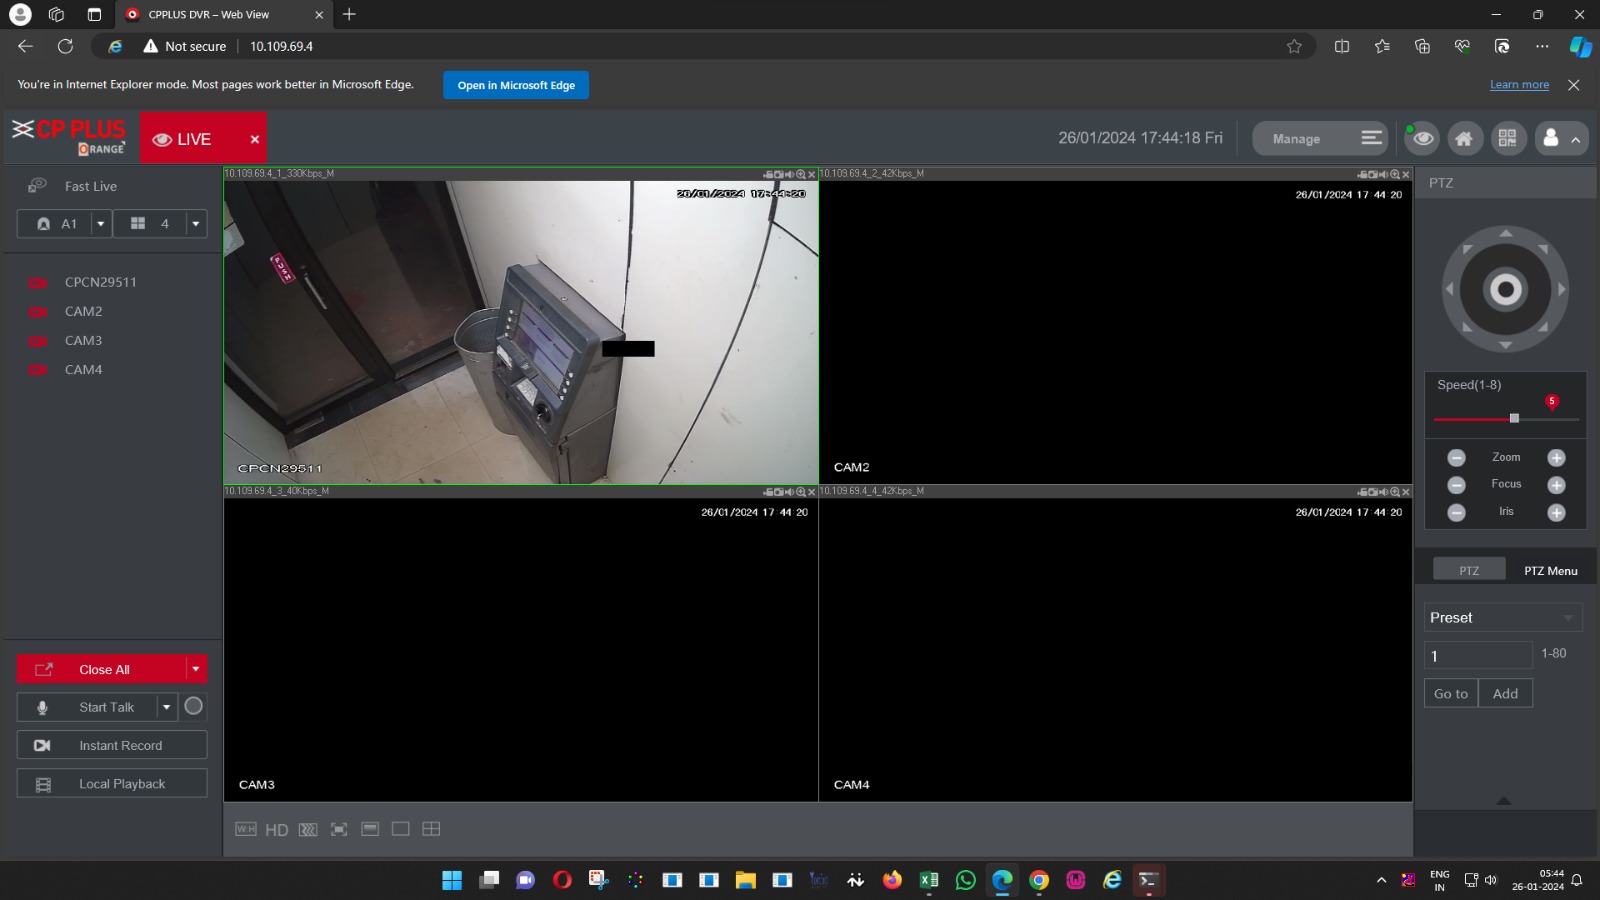 CPPLUS DVR – Web View
Not secure
10.109.69.4
You're in Internet Explorer mode. Most pages work better in Microsoft Edge.
Open in Microsoft Edge
Learn more
CP PLUS
ORANGE
LIVE
26/01/2024 17:44:18 Fri
Manage
Fast Live
A1
4
CPCN29511
CAM2
CAM3
CAM4
Close All
Start Talk
Instant Record
Local Playback
10.109.69.4_1_330Kbps_M
26/01/2024 17:44:20
PUSH
CPCN29511
10.109.69.4_2_42Kbps_M
26/01/2024 17:44:20
CAM2
10.109.69.4_3_40Kbps_M
26/01/2024 17:44:20
CAM3
10.109.69.4_4_42Kbps_M
26/01/2024 17:44:20
CAM4
W:H
HD
PTZ
Speed(1-8)
5
Zoom
Focus
Iris
PTZ
PTZ Menu
Preset
1
1-80
Go to
Add
ENG
IN
05:44
26-01-2024